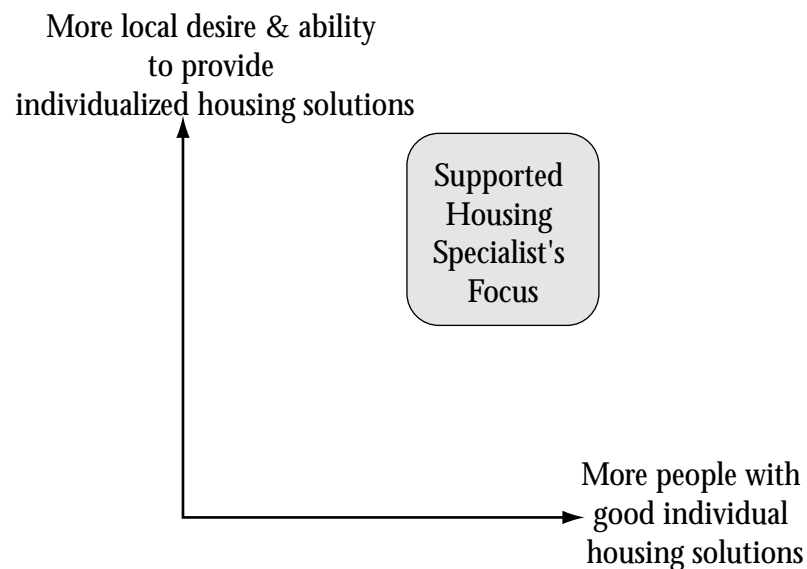 More local desire & ability
to provide
individualized housing solutions
Supported
Housing
Specialist's
Focus
More people with
good individual
housing solutions